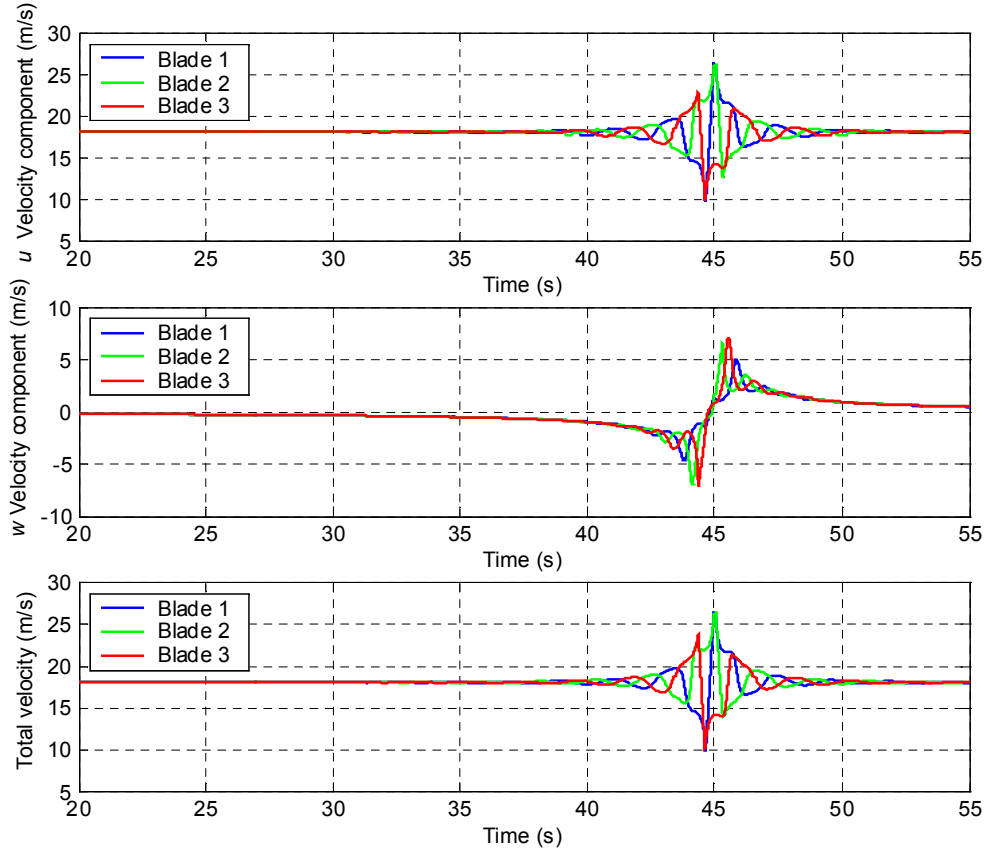 30
25
20
15
10
5
u Velocity component (m/s)
Blade 1
Blade 2
Blade 3
20 25 30 35 40 45 50 55
Time (s)
10
5
0
-5
-10
w Velocity component (m/s)
Blade 1
Blade 2
Blade 3
20 25 30 35 40 45 50 55
Time (s)
30
25
20
15
10
5
Total velocity (m/s)
Blade 1
Blade 2
Blade 3
20 25 30 35 40 45 50 55
Time (s)